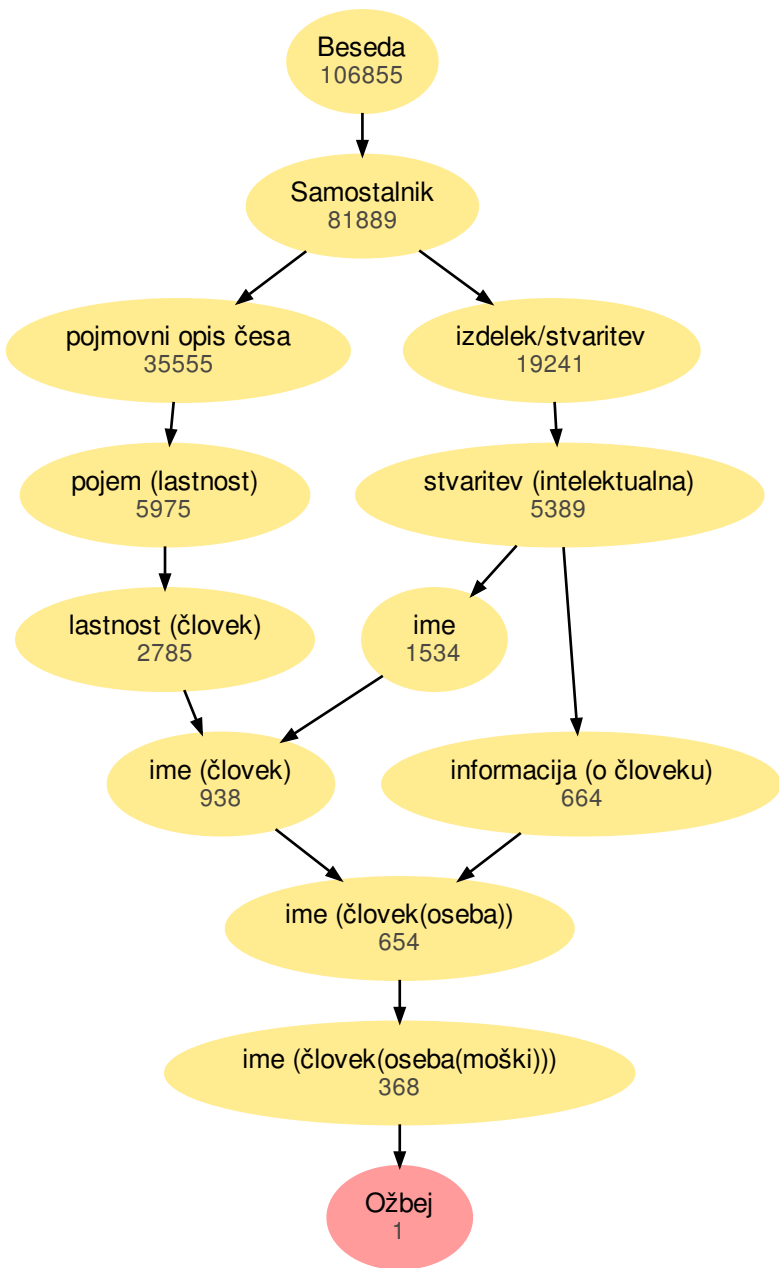 Beseda
106855
Samostalnik
81889
pojmovni opis česa
35555
izdelek/stvaritev
19241
pojem (lastnost)
5975
stvaritev (intelektualna)
5389
lastnost (človek)
2785
ime
1534
ime (človek)
938
informacija (o človeku)
664
ime (človek(oseba))
654
ime (človek(oseba(moški)))
368
Ožbej
1